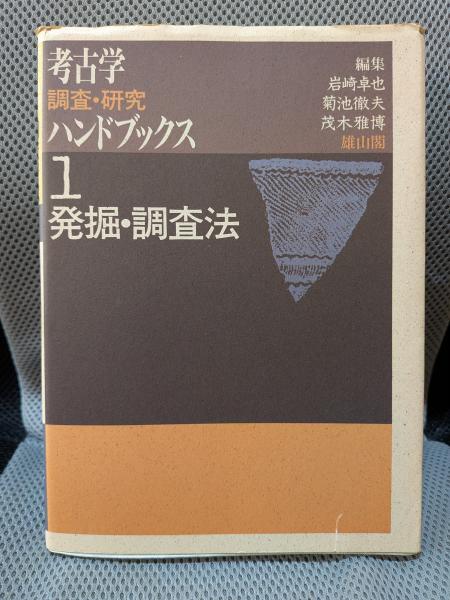 考古学
調査・研究
ハンドブックス
1
発掘・調査法
編集
岩崎卓也
菊池徹夫
茂木雅博
雄山閣